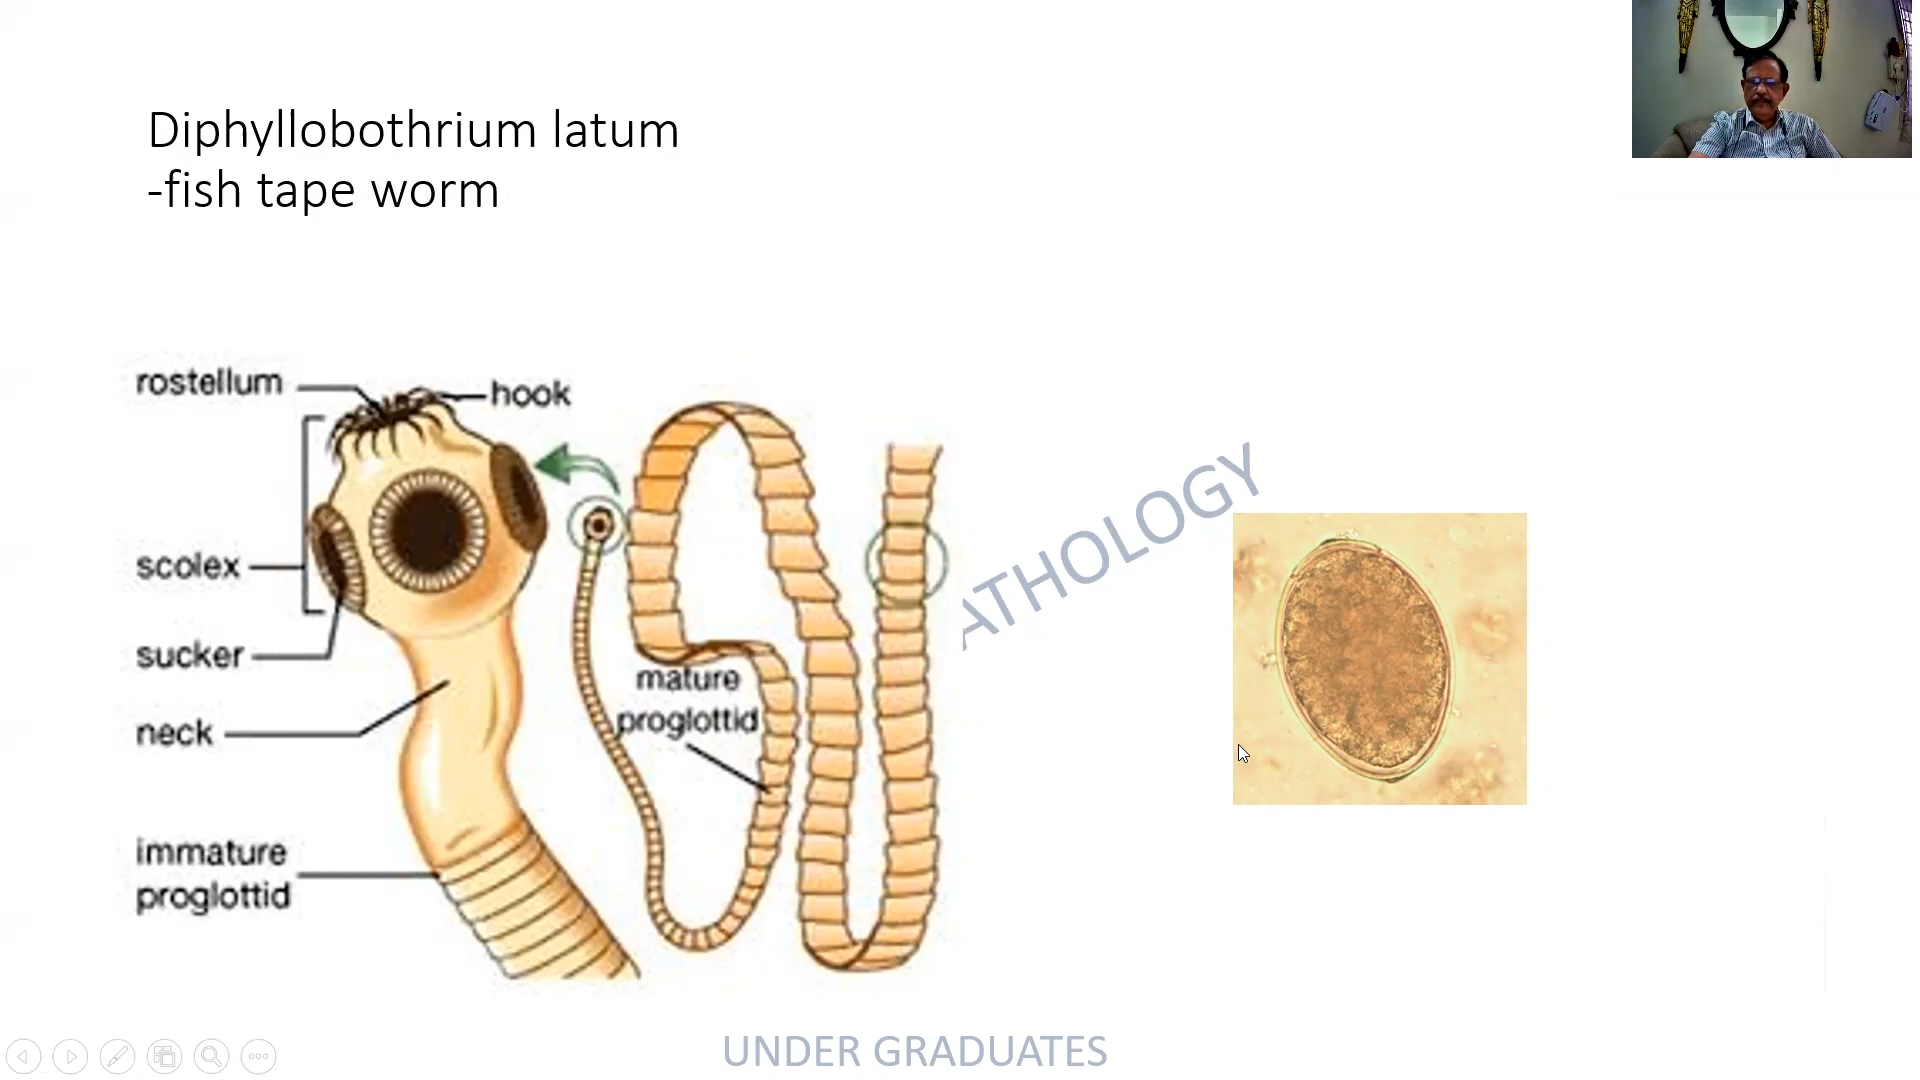 Diphyllobothrium latum
-fish tape worm
rostellum
hook
scolex
sucker
neck
immature
proglottid
mature
proglottid
ATHOLOGY
UNDER GRADUATES